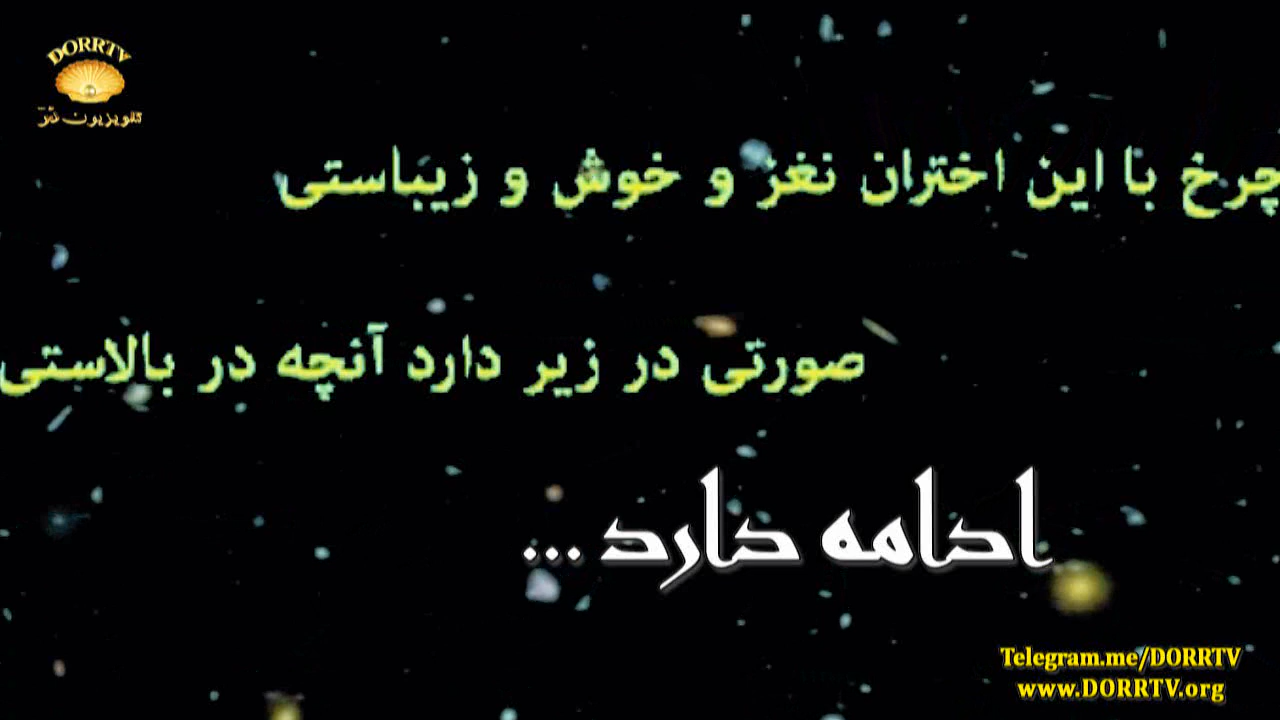 DORRTV
تلویزیون دُرّ
چرخ با این اختران نغز و خوش و زیباستی
صورتی در زیر دارد آنچه در بالاستی
ادامه دارد ...
Telegram.me/DORRTV
www.DORRTV.org